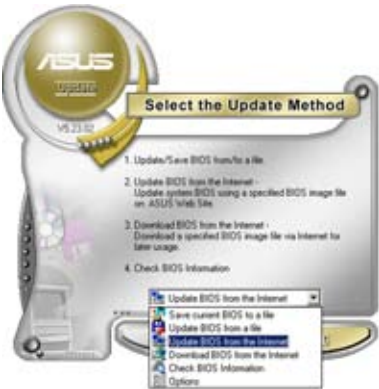 ASUS
Update
V5.23.02
Select the Update Method
1. Update/Save BIOS from/to a file.
2. Update BIOS from the Internet -
Update system BIOS using a specified BIOS image file
on ASUS Web Site.
3. Download BIOS from the Internet -
Download a specified BIOS image file via Internet for
later usage.
4. Check BIOS Information
Update BIOS from the Internet
Save current BIOS to a file
Update BIOS from a file
Update BIOS from the Internet
Download BIOS from the Internet
Check BIOS Information
Options